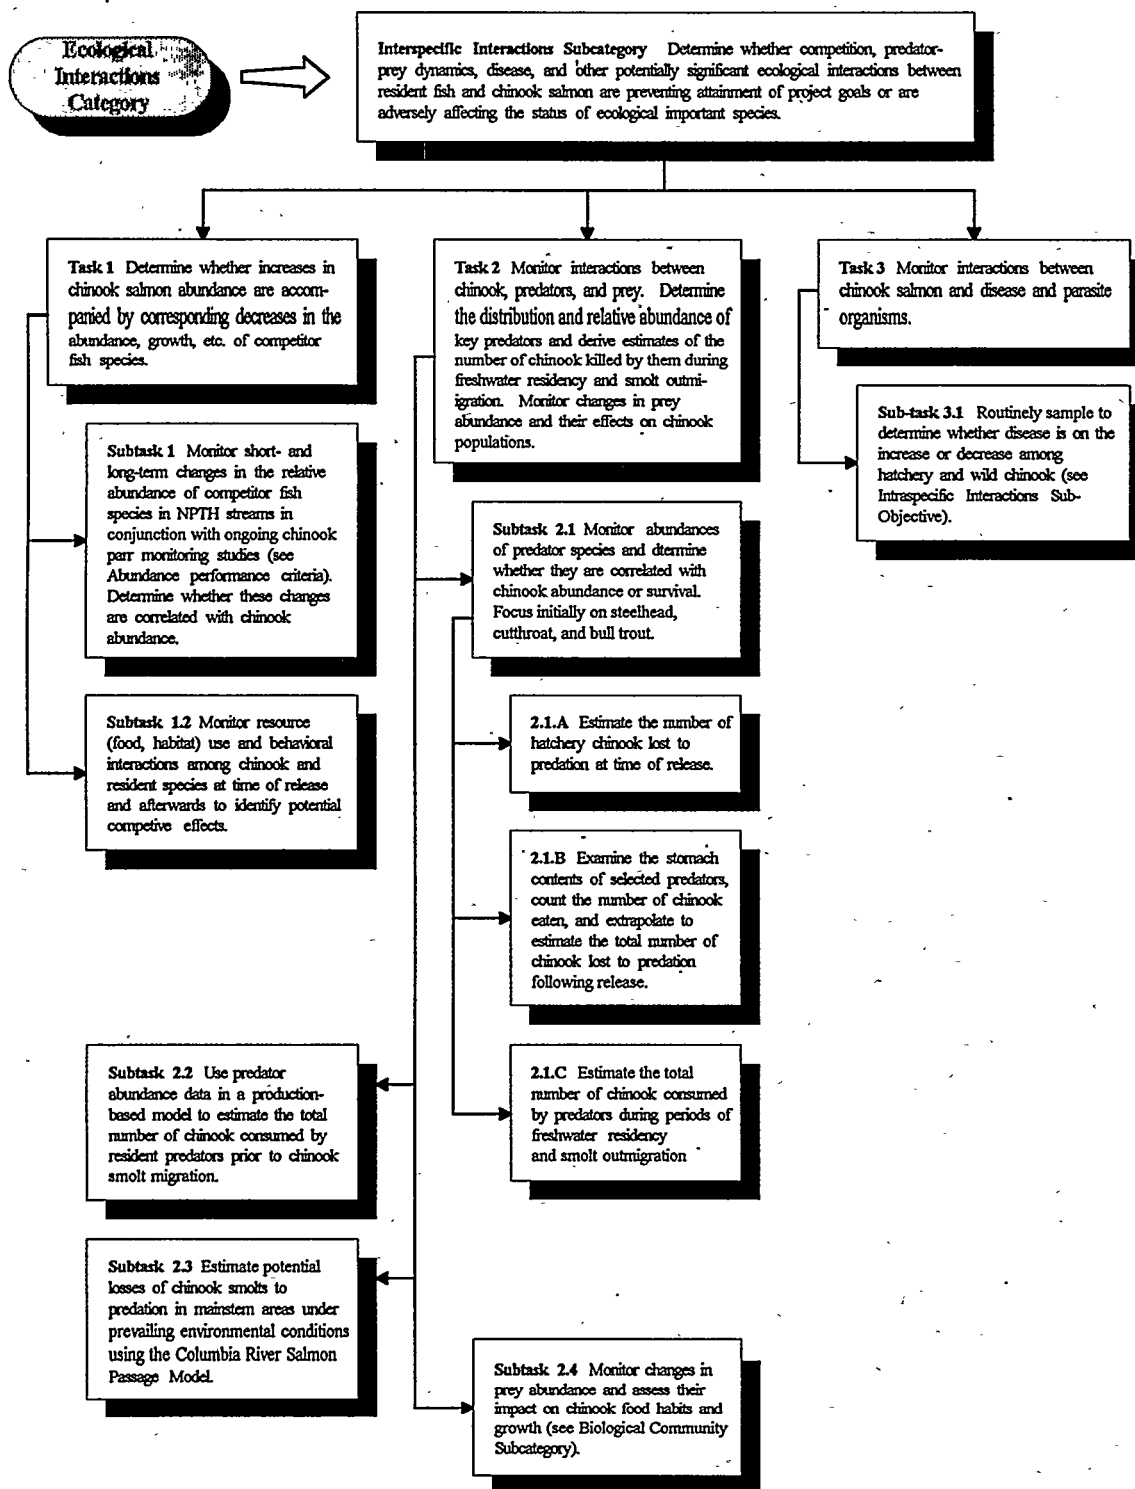 Ecological
Interactions
Category
Interspecific Interactions Subcategory Determine whether competition, predator-
prey dynamics, disease, and other potentially significant ecological interactions between
resident fish and chinook salmon are preventing attainment of project goals or are
adversely affecting the status of ecological important species.
Task 1 Determine whether increases in
chinook salmon abundance are accom-
panied by corresponding decreases in the
abundance, growth, etc. of competitor
fish species.
Subtask 1 Monitor short- and
long-term changes in the relative
abundance of competitor fish
species in NPTH streams in
conjunction with ongoing chinook
parr monitoring studies (see
Abundance performance criteria).
Determine whether these changes
are correlated with chinook
abundance.
Subtask 1.2 Monitor resource
(food, habitat) use and behavioral
interactions among chinook and
resident species at time of release
and afterwards to identify potential
competive effects.
Task 2 Monitor interactions between
chinook, predators, and prey. Determine
the distribution and relative abundance of
key predators and derive estimates of the
number of chinook killed by them during
freshwater residency and smolt outmi-
gration. Monitor changes in prey
abundance and their effects on chinook
populations.
Subtask 2.1 Monitor abundances
of predator species and dtermine
whether they are correlated with
chinook abundance or survival.
Focus initially on steelhead,
cutthroat, and bull trout.
2.1.A Estimate the number of
hatchery chinook lost to
predation at time of release.
2.1.B Examine the stomach
contents of selected predators,
count the number of chinook
eaten, and extrapolate to
estimate the total number of
chinook lost to predation
following release.
2.1.C Estimate the total
number of chinook consumed
by predators during periods of
freshwater residency
and smolt outmigration
Subtask 2.2 Use predator
abundance data in a production-
based model to estimate the total
number of chinook consumed by
resident predators prior to chinook
smolt migration.
Subtask 2.3 Estimate potential
losses of chinook smolts to
predation in mainstem areas under
prevailing environmental conditions
using the Columbia River Salmon
Passage Model.
Subtask 2.4 Monitor changes in
prey abundance and assess their
impact on chinook food habits and
growth (see Biological Community
Subcategory).
Task 3 Monitor interactions between
chinook salmon and disease and parasite
organisms.
Sub-task 3.1 Routinely sample to
determine whether disease is on the
increase or decrease among
hatchery and wild chinook (see
Intraspecific Interactions Sub-
Objective).